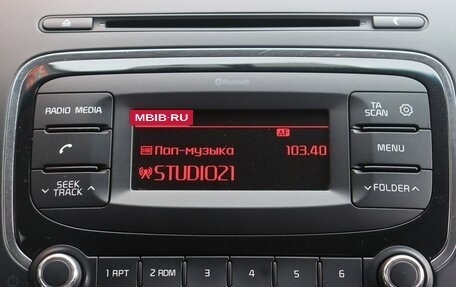 Bluetooth
RADIO MEDIA
MBIB-RU
TA SCAN
AF
Поп-музыка 103.40
MENU
STUDIO21
SEEK TRACK
FOLDER
1 RPT 2 RDM 3 4 5 6